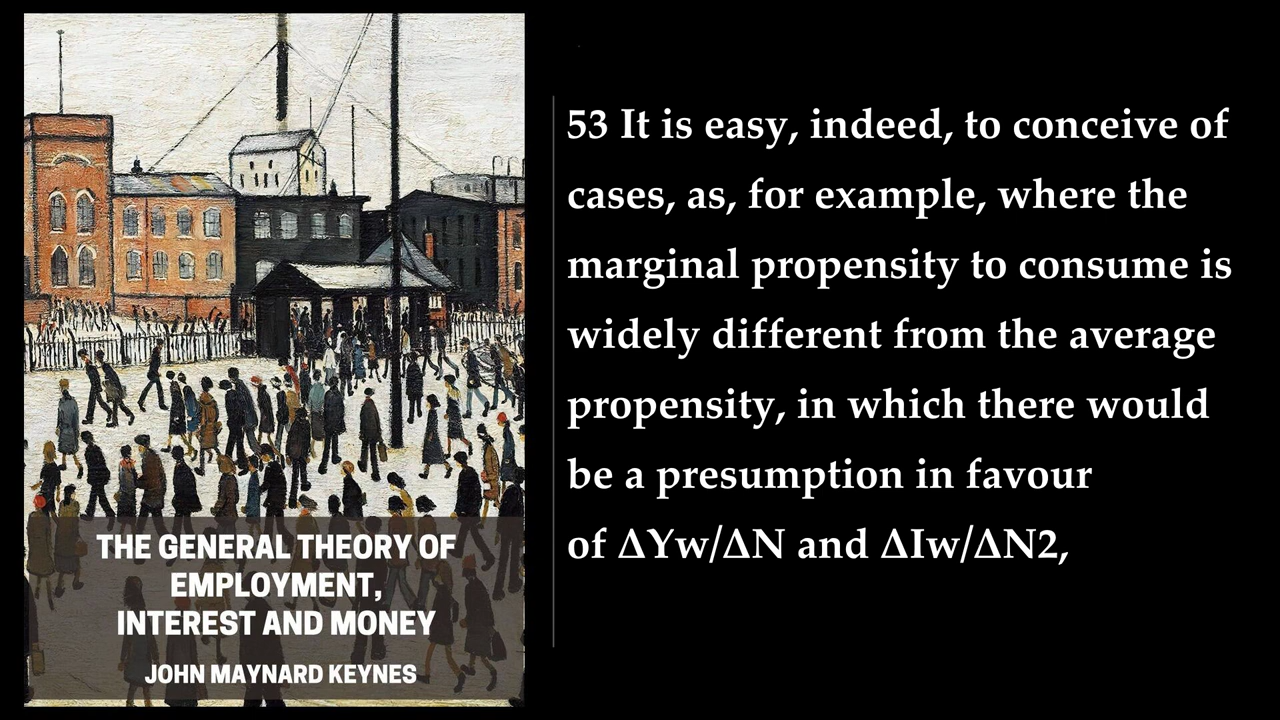 THE GENERAL THEORY OF
EMPLOYMENT,
INTEREST AND MONEY
JOHN MAYNARD KEYNES
53 It is easy, indeed, to conceive of
cases, as, for example, where the
marginal propensity to consume is
widely different from the average
propensity, in which there would
be a presumption in favour
of ΔYw/ΔN and ΔIw/ΔN2,